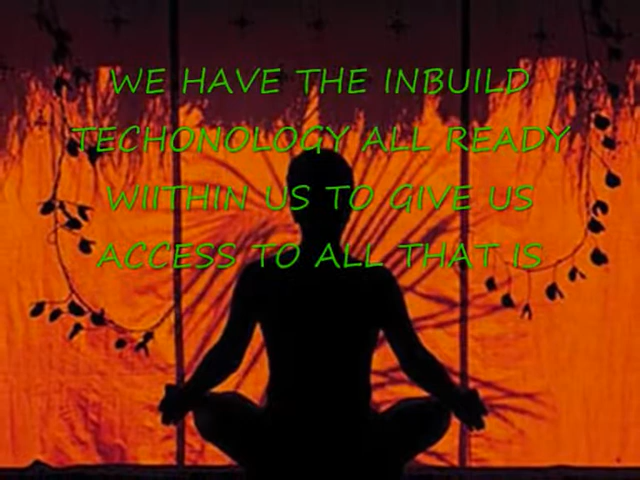 WE HAVE THE INBUILD
TECHONOLOGY ALL READY
WIITHIN US TO GIVE US
ACCESS TO ALL THAT IS